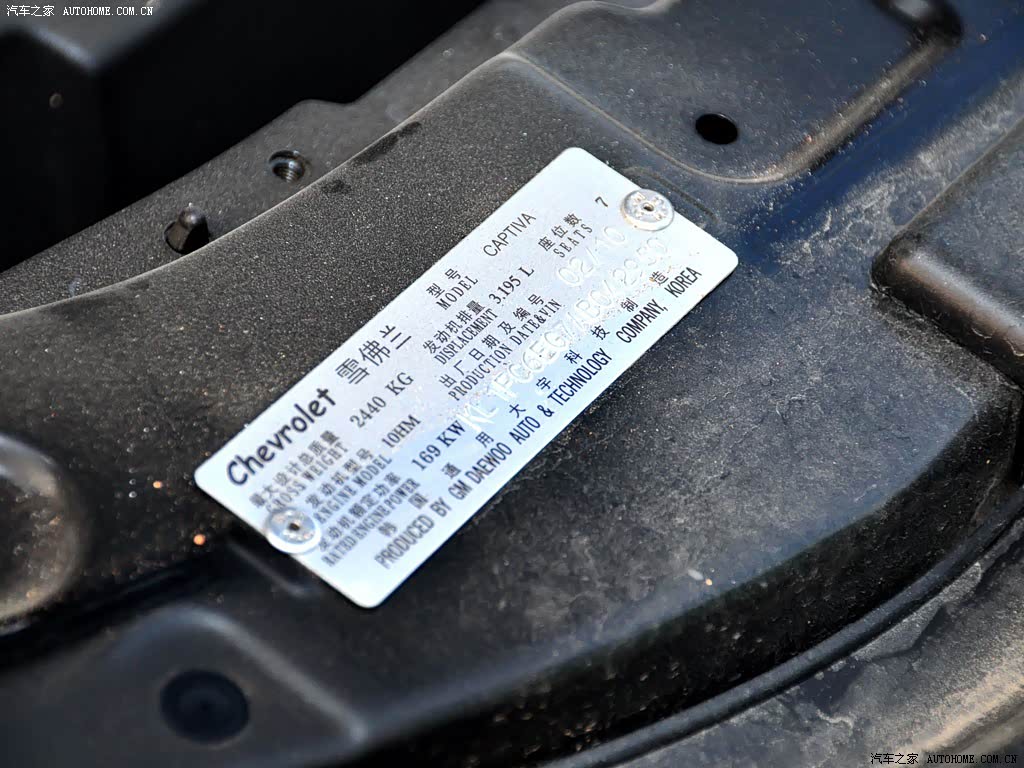 汽车之家 AUTOHOME.COM.CN
Chevrolet 雪佛兰
型号 CAPTIVA
MODEL
最大设计总质量 2440 KG
GROSS WEIGHT
发动机排量 3.195 L
DISPLACEMENT
座位数 7
SEATS
发动机型号 10HM
ENGINE MODEL
出厂日期及编号 02/10
PRODUCTION DATE&VIN
发动机额定功率 169 KW
RATED ENGINE POWER
韩国通用大宇科技制造
PRODUCED BY GM DAEWOO AUTO & TECHNOLOGY COMPANY, KOREA
汽车之家 AUTOHOME.COM.CN